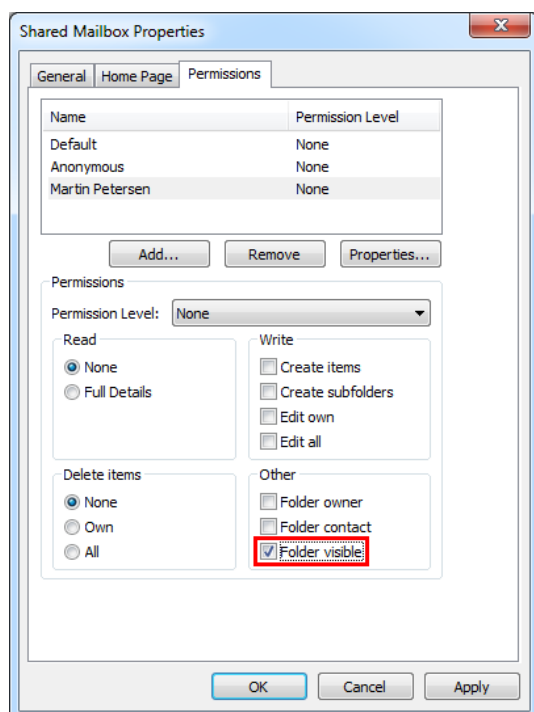 Shared Mailbox Properties
General Home Page Permissions
Name Permission Level
Default None
Anonymous None
Martin Petersen None
Add... Remove Properties...
Permissions
Permission Level: None
Read Write
None Create items
Full Details Create subfolders
Edit own
Edit all
Delete items Other
None Folder owner
Own Folder contact
All Folder visible
OK Cancel Apply